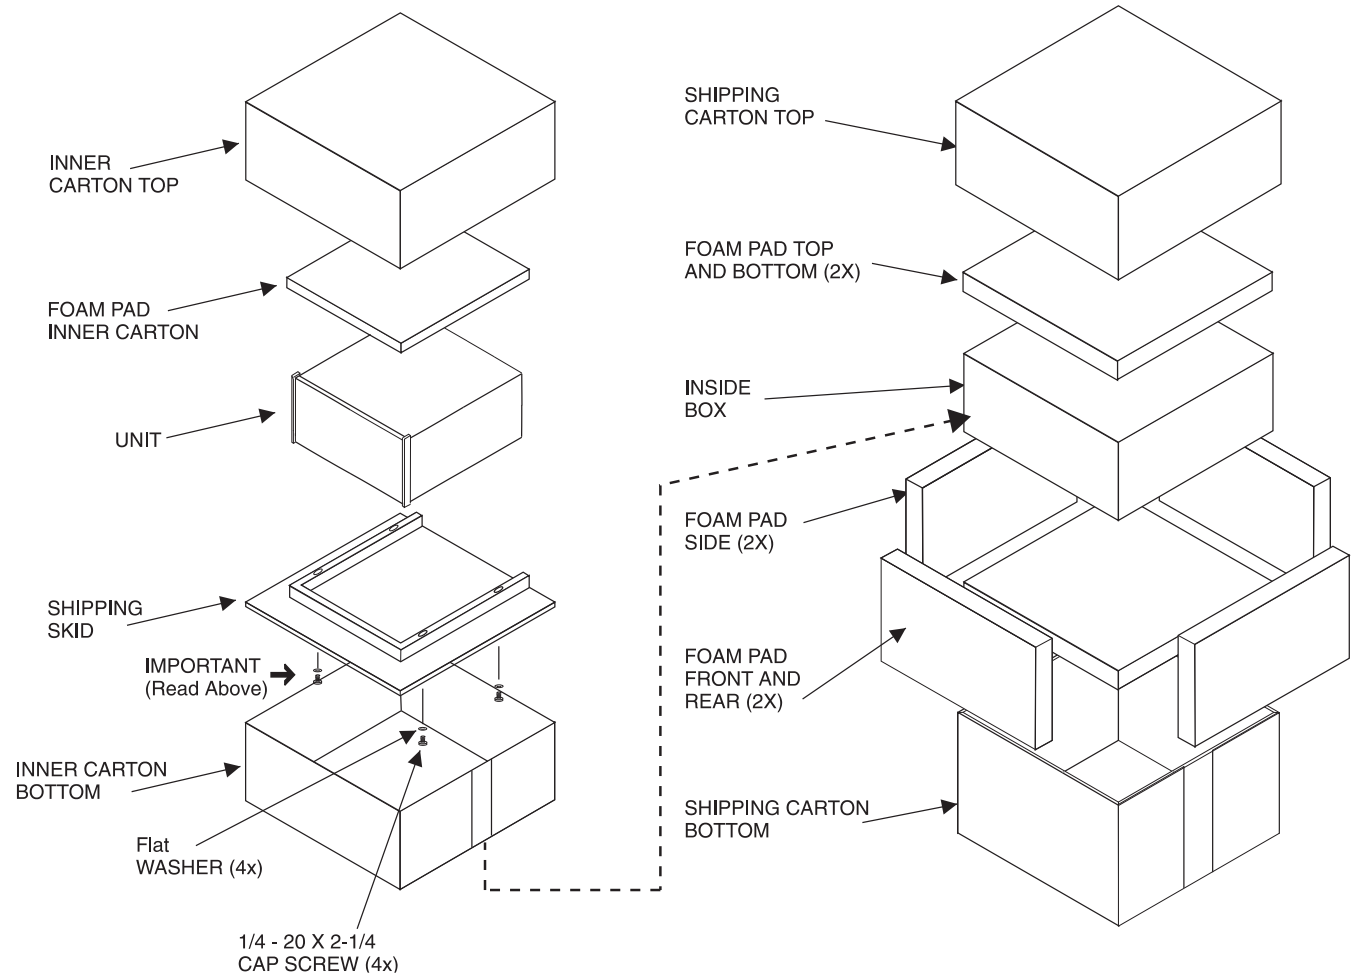 INNER
CARTON TOP
FOAM PAD
INNER CARTON
UNIT
SHIPPING
SKID
IMPORTANT
(Read Above)
INNER CARTON
BOTTOM
Flat
WASHER (4x)
1/4 - 20 X 2-1/4
CAP SCREW (4x)
SHIPPING
CARTON TOP
FOAM PAD TOP
AND BOTTOM (2X)
INSIDE
BOX
FOAM PAD
SIDE (2X)
FOAM PAD
FRONT AND
REAR (2X)
SHIPPING CARTON
BOTTOM